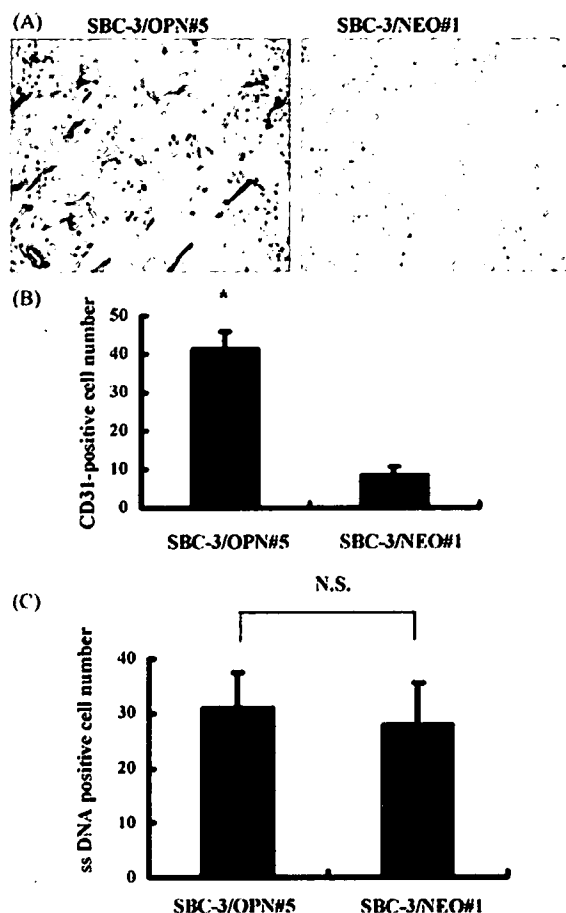 (A)
SBC-3/OPN#5 SBC-3/NEO#1
(B)
*
50
40
30
20
10
0
CD31-positive cell number
SBC-3/OPN#5 SBC-3/NEO#1
(C)
N.S.
40
30
20
10
0
ss DNA positive cell number
SBC-3/OPN#5 SBC-3/NEO#1